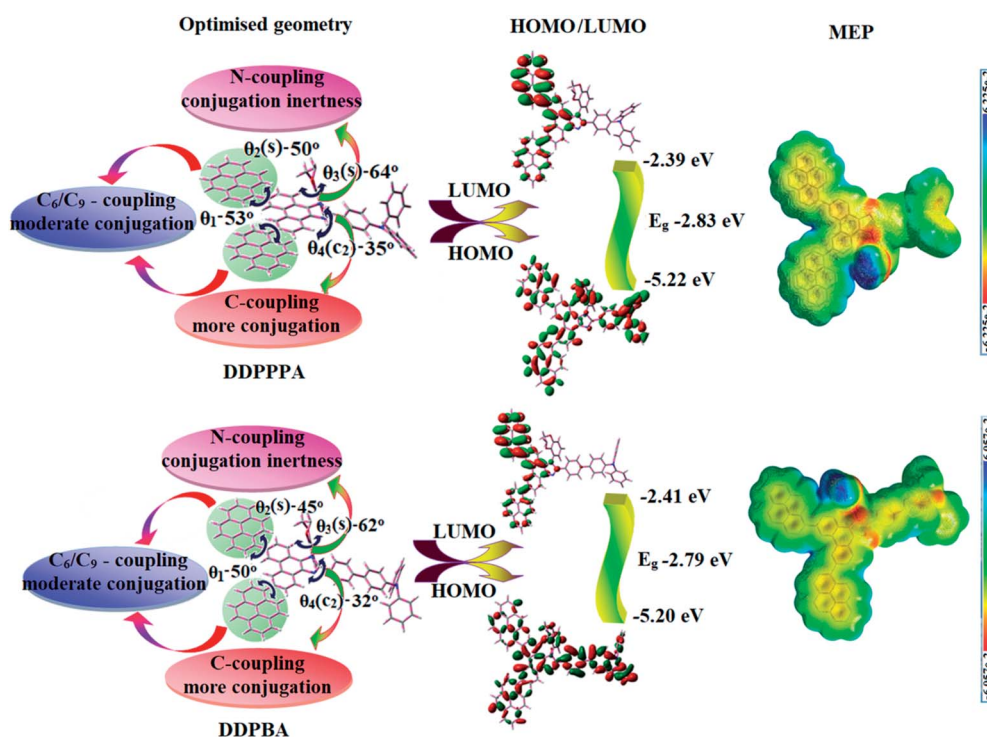 Optimised geometry
HOMO/LUMO
MEP
N-coupling
conjugation inertness
θ₂(s)-50°
θ₃(s)-64°
C₆/C₉ - coupling
moderate conjugation
θ₁-53°
θ₄(c₂)-35°
C-coupling
more conjugation
DDPPPA
LUMO
HOMO
-2.39 eV
E_g -2.83 eV
-5.22 eV
N-coupling
conjugation inertness
θ₂(s)-45°
θ₃(s)-62°
C₆/C₉ - coupling
moderate conjugation
θ₁-50°
θ₄(c₂)-32°
C-coupling
more conjugation
DDPBA
LUMO
HOMO
-2.41 eV
E_g -2.79 eV
-5.20 eV